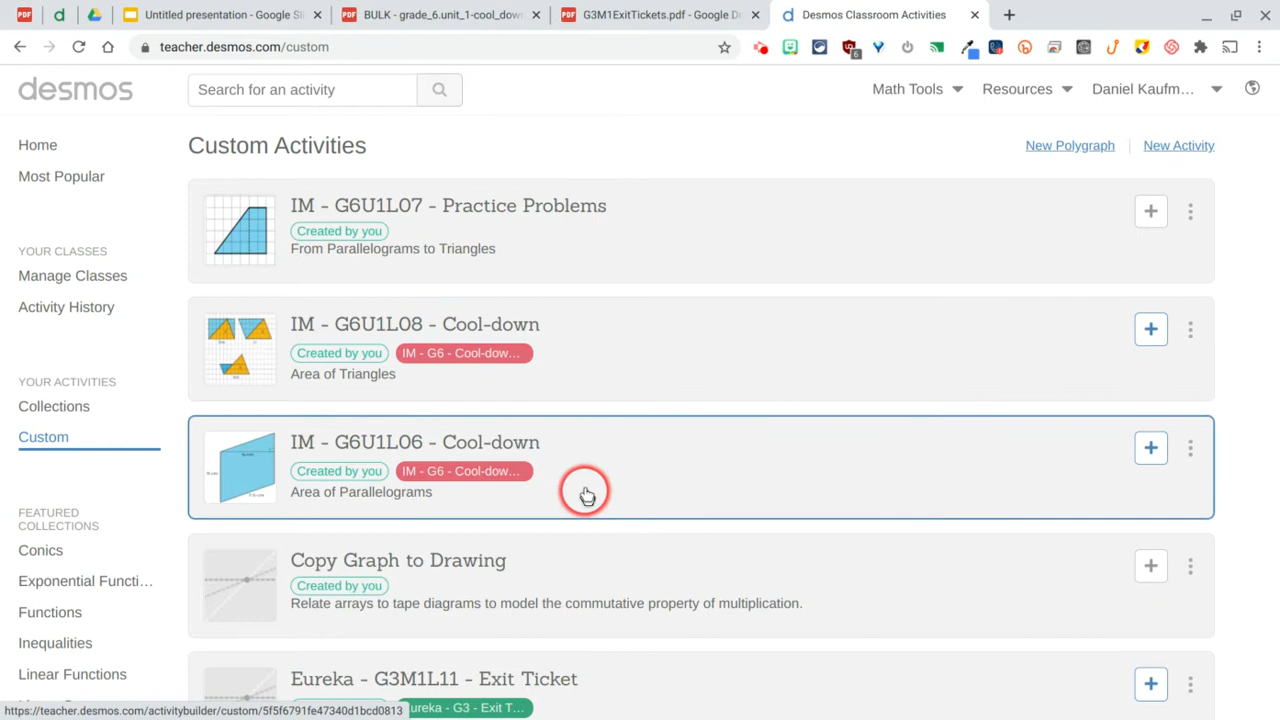 Untitled presentation - Google Sl
BULK - grade_6.unit_1-cool_dow
G3M1ExitTickets.pdf - Google D
Desmos Classroom Activities
teacher.desmos.com/custom
6
desmos
Search for an activity
Math Tools
Resources
Daniel Kaufm...
Home
Most Popular
YOUR CLASSES
Manage Classes
Activity History
YOUR ACTIVITIES
Collections
Custom
FEATURED
COLLECTIONS
Conics
Exponential Functi...
Functions
Inequalities
Linear Functions
Custom Activities
New Polygraph
New Activity
IM - G6U1L07 - Practice Problems
Created by you
From Parallelograms to Triangles
IM - G6U1L08 - Cool-down
Created by you
IM - G6 - Cool-dow...
Area of Triangles
IM - G6U1L06 - Cool-down
Created by you
IM - G6 - Cool-dow...
Area of Parallelograms
Copy Graph to Drawing
Created by you
Relate arrays to tape diagrams to model the commutative property of multiplication.
Eureka - G3M1L11 - Exit Ticket
ureka - G3 - Exit T...
https://teacher.desmos.com/activitybuilder/custom/5f5f6791fe47340d1bcd0813